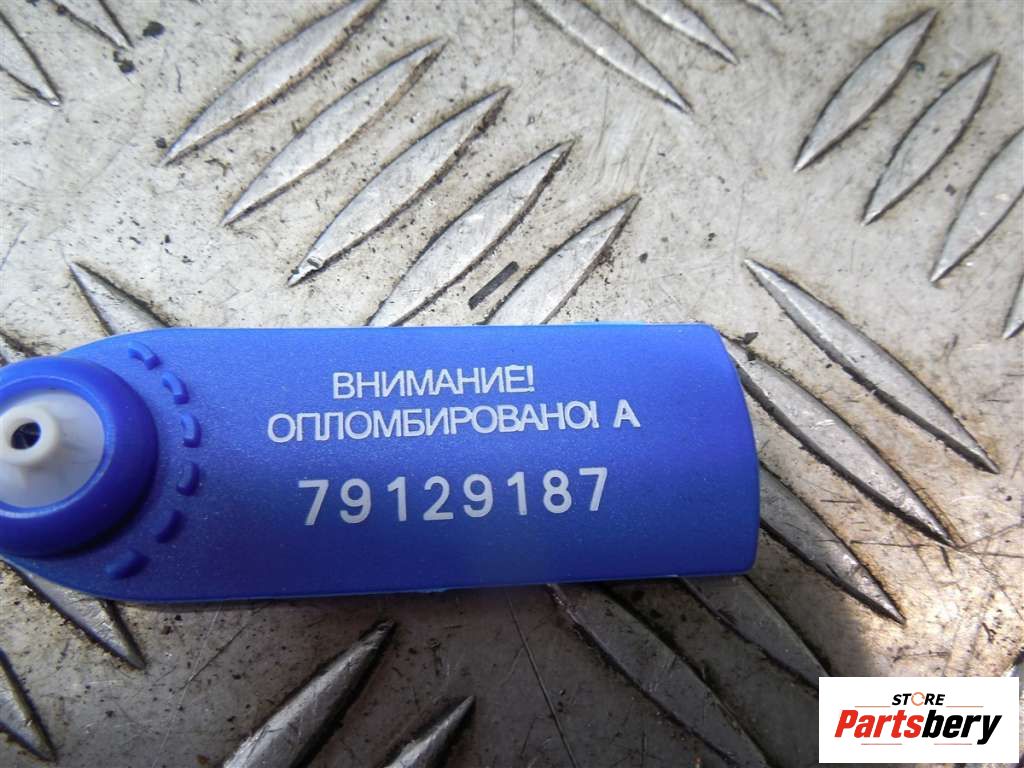 ВНИМАНИЕ!
ОПЛОМБИРОВАНО! А
79129187
STORE
Partsbery